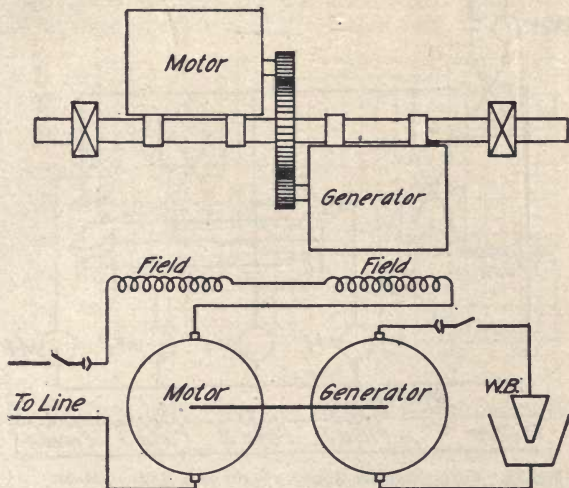 Motor
Generator
Field Field
Motor Generator
To Line
W.B.